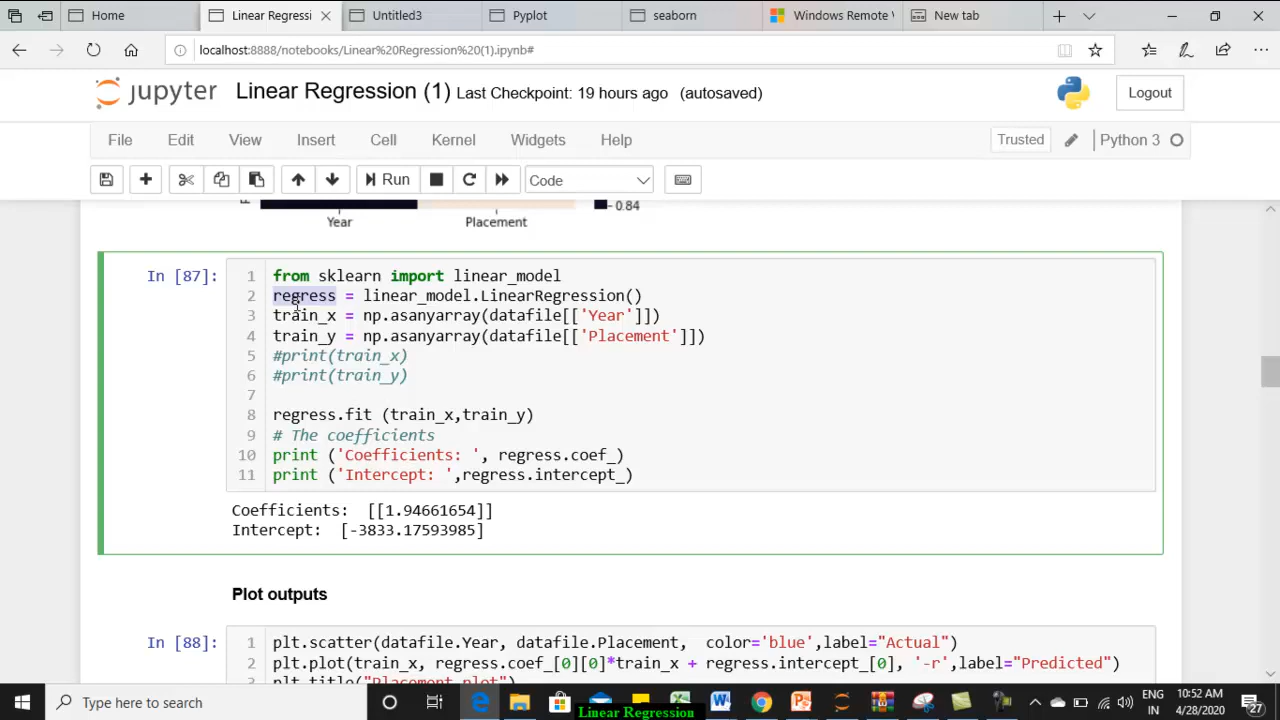 Home
Linear Regressi
Untitled3
Pyplot
seaborn
Windows Remote
New tab
localhost:8888/notebooks/Linear%20Regression%20(1).ipynb#
jupyter Linear Regression (1) Last Checkpoint: 19 hours ago (autosaved)
Logout
File Edit View Insert Cell Kernel Widgets Help
Trusted
Python 3
Run
Code
- 0.84
Year Placement
In [87]:
1 from sklearn import linear_model
2 regress = linear_model.LinearRegression()
3 train_x = np.asanyarray(datafile[['Year']])
4 train_y = np.asanyarray(datafile[['Placement']])
5 #print(train_x)
6 #print(train_y)
7
8 regress.fit (train_x,train_y)
9 # The coefficients
10 print ('Coefficients: ', regress.coef_)
11 print ('Intercept: ',regress.intercept_)
Coefficients: [[1.94661654]]
Intercept: [-3833.17593985]
Plot outputs
In [88]:
1 plt.scatter(datafile.Year, datafile.Placement, color='blue',label="Actual")
2 plt.plot(train_x, regress.coef_[0][0]*train_x + regress.intercept_[0], '-r',label="Predicted")
3 plt.title("Placement plot")
Type here to search
Linear Regression
ENG
IN
10:52 AM
4/28/2020
27